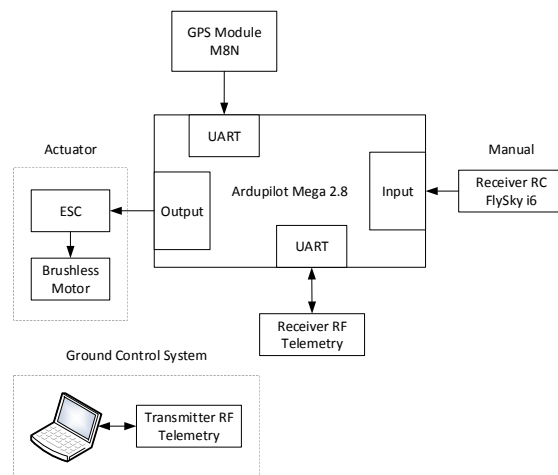 GPS Module
M8N
UART
Actuator
Manual
Ardupilot Mega 2.8
Input
Receiver RC
FlySky i6
ESC
Output
UART
Brushless
Motor
Receiver RF
Telemetry
Ground Control System
Transmitter RF
Telemetry